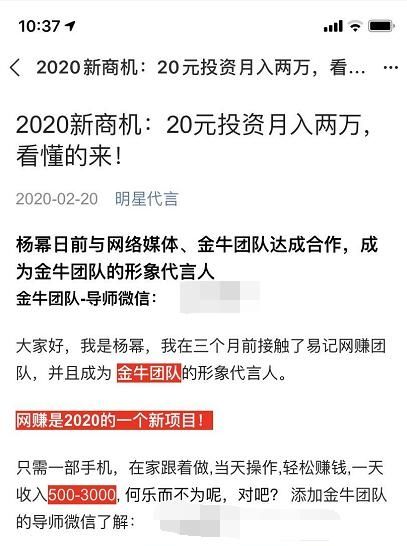 10:37
2020新商机：20元投资月入两万，看…
2020新商机：20元投资月入两万，
看懂的来！
2020-02-20 明星代言
杨幂日前与网络媒体、金牛团队达成合作，成
为金牛团队的形象代言人
金牛团队-导师微信：
大家好，我是杨幂，我在三个月前接触了易记网赚团
队，并且成为 金牛团队的形象代言人。
网赚是2020的一个新项目！
只需一部手机，在家跟着做,当天操作,轻松赚钱,一天
收入500-3000, 何乐而不为呢，对吧？ 添加金牛团队
的导师微信了解：